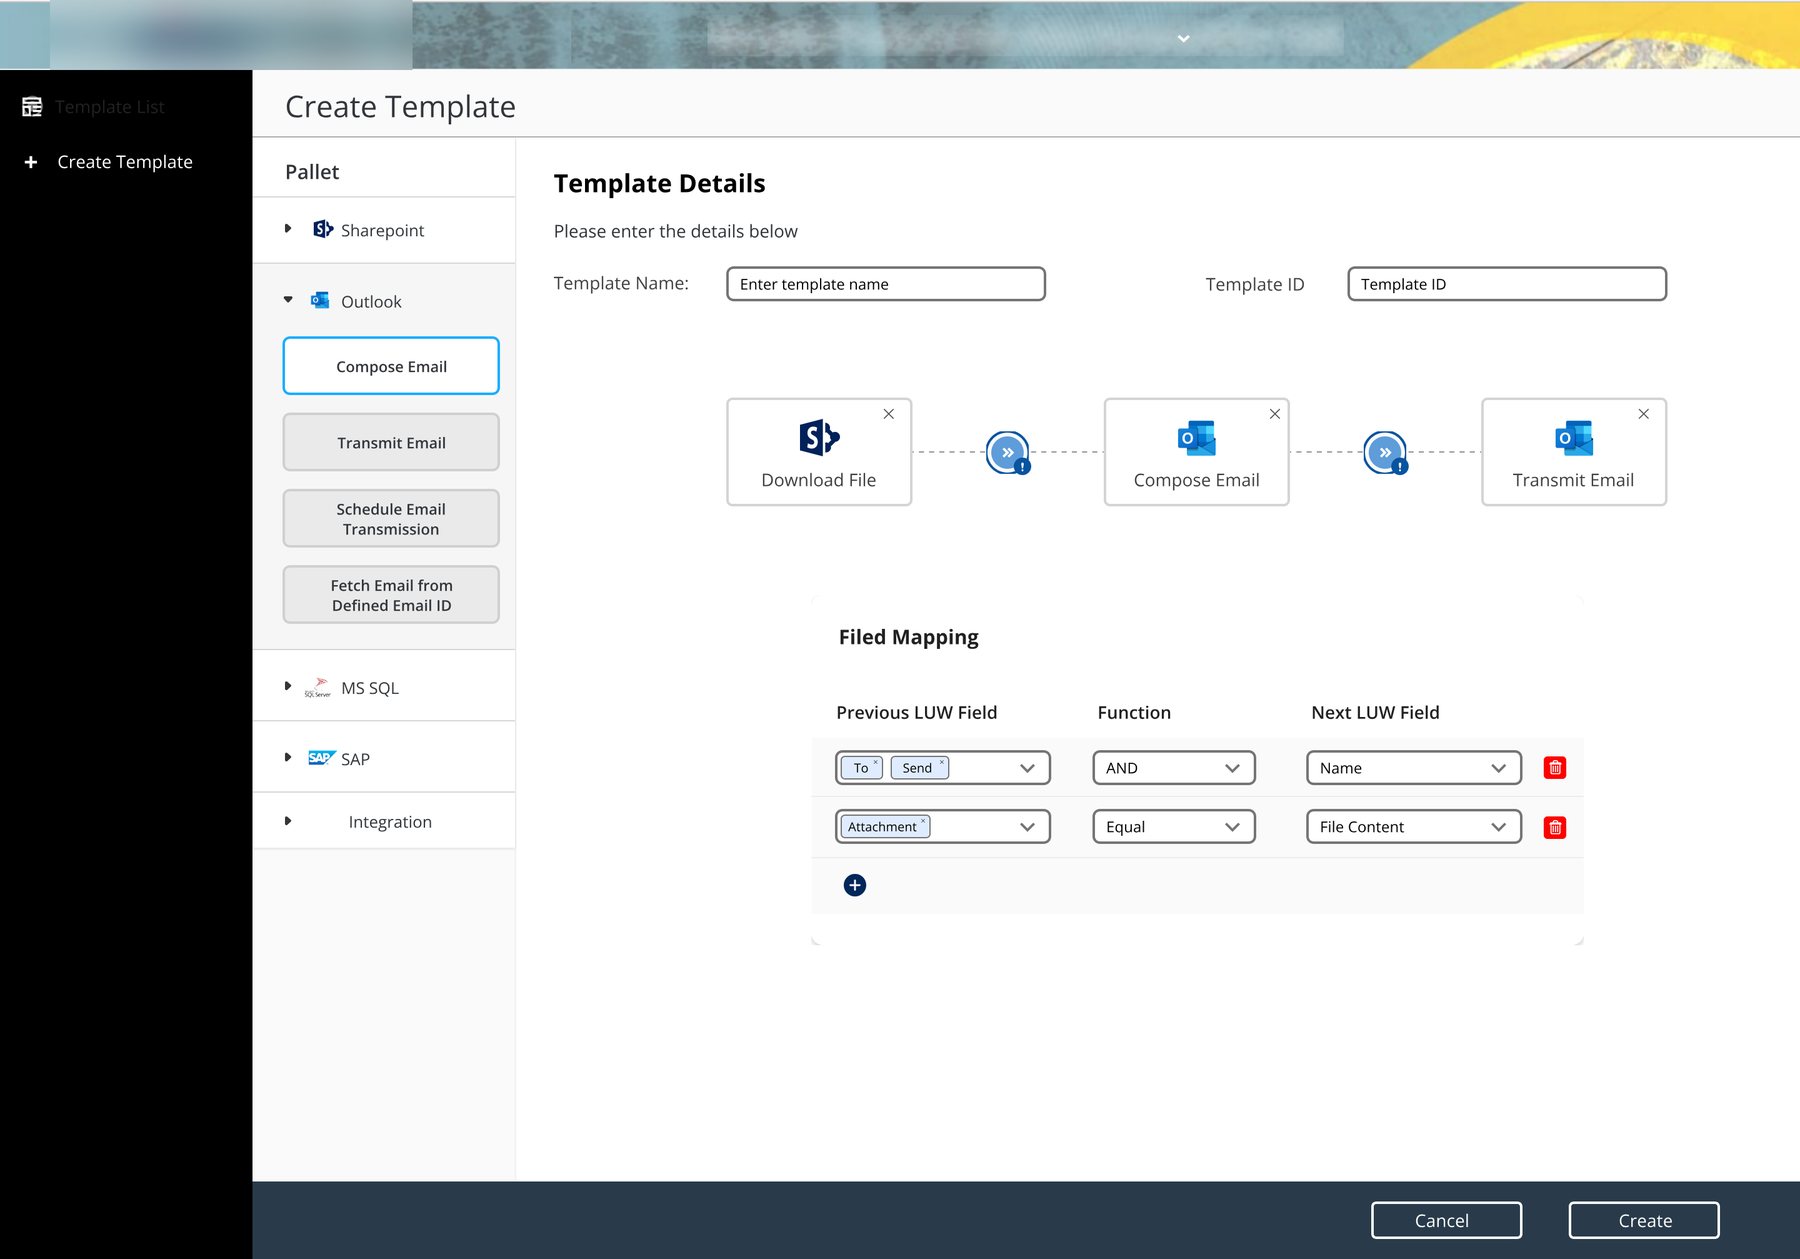 Template List
Create Template
Create Template
Pallet
Sharepoint
Outlook
Compose Email
Transmit Email
Schedule Email
Transmission
Fetch Email from
Defined Email ID
SQL Server
MS SQL
SAP
SAP
Integration
Template Details
Please enter the details below
Template Name:
Enter template name
Template ID
Template ID
Download File
Compose Email
Transmit Email
Filed Mapping
Previous LUW Field Function Next LUW Field
To Send AND Name
Attachment Equal File Content
Cancel
Create